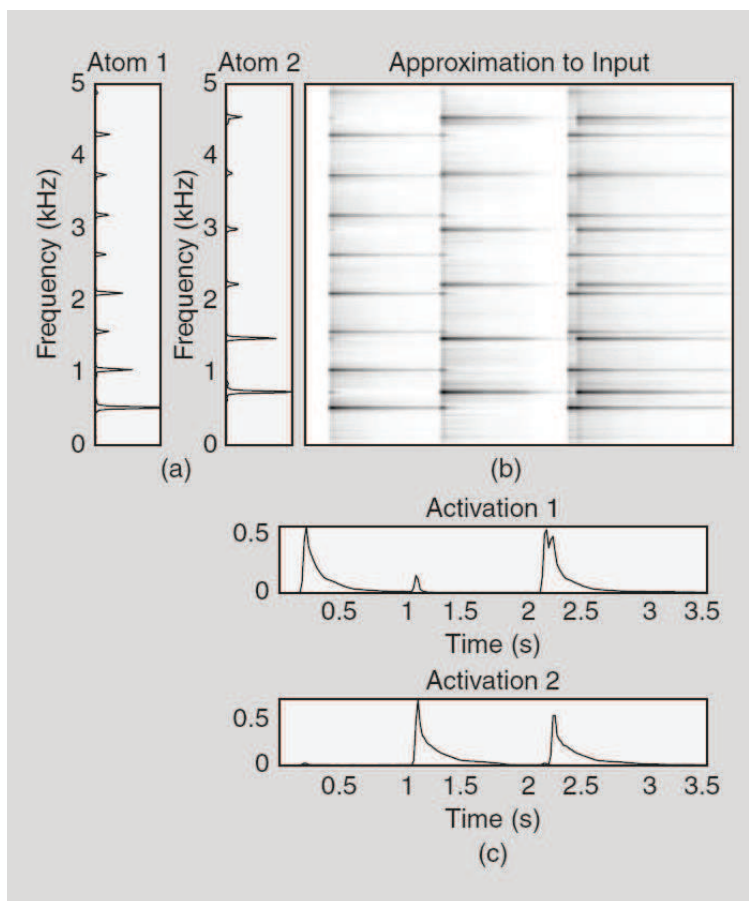 Atom 1 Atom 2 Approximation to Input
5 5
4 4
3 3
2 2
1 1
0 0
Frequency (kHz) Frequency (kHz)
(a) (b)
Activation 1
0.5
0
0.5 1 1.5 2 2.5 3 3.5
Time (s)
Activation 2
0.5
0
0.5 1 1.5 2 2.5 3 3.5
Time (s)
(c)